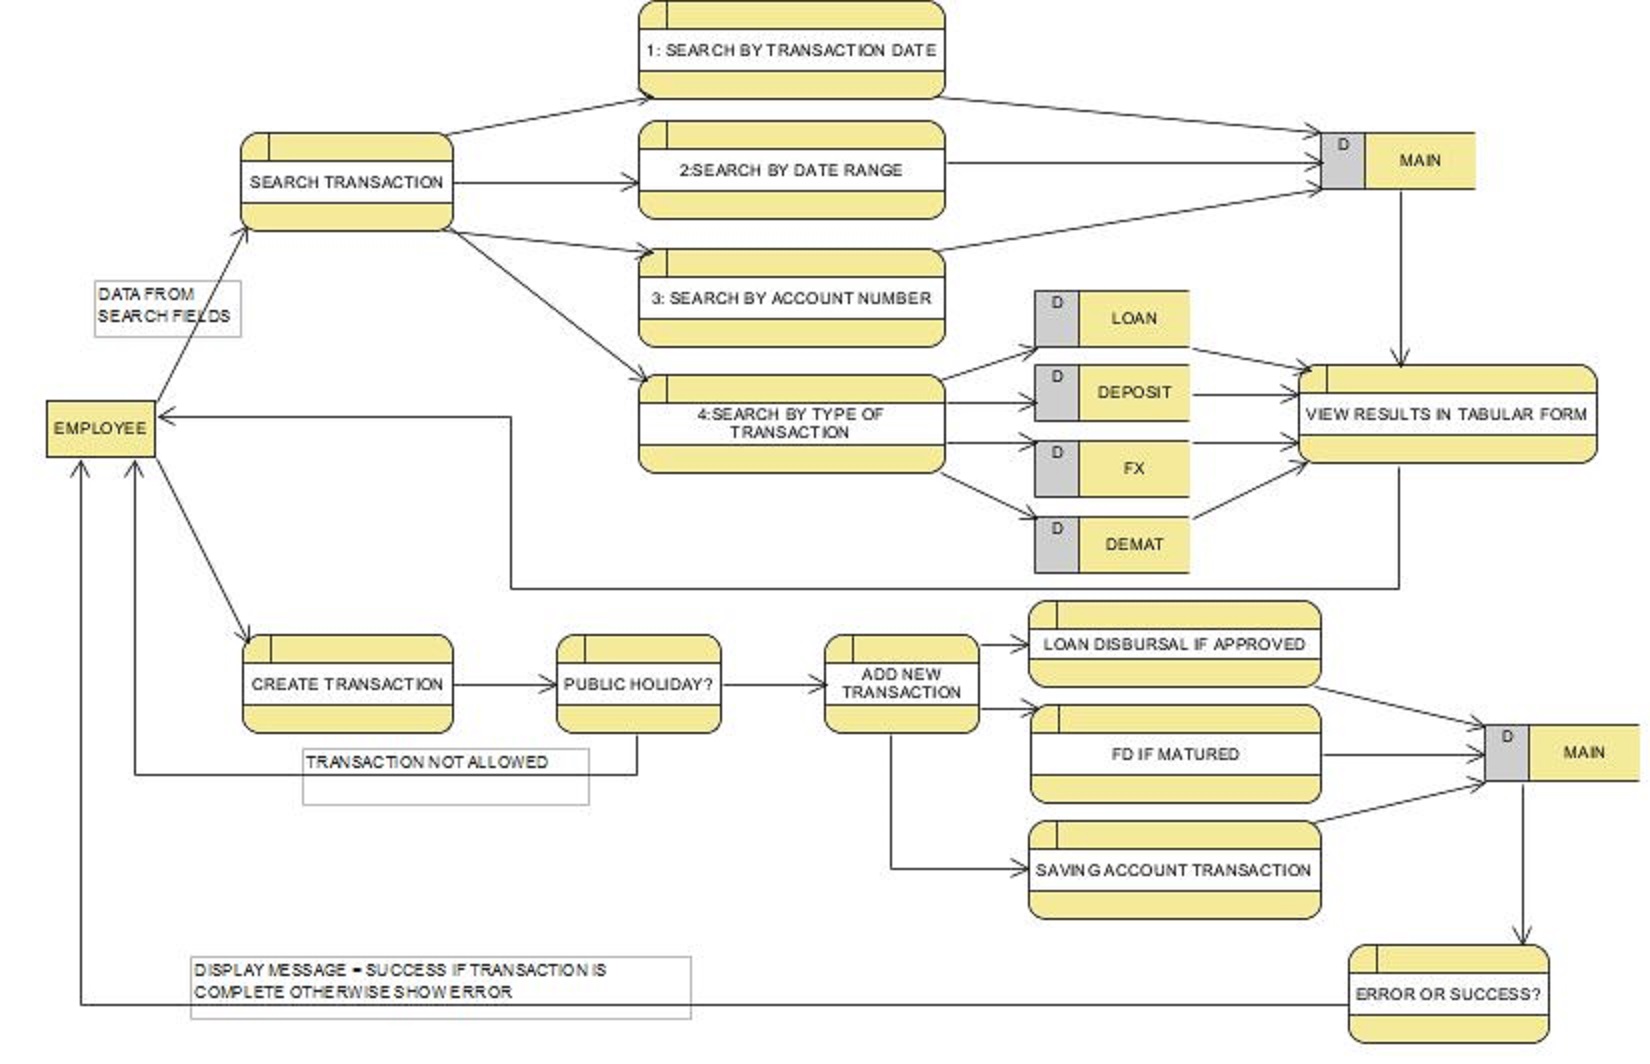 1: SEARCH BY TRANSACTION DATE
D
MAIN
SEARCH TRANSACTION
2:SEARCH BY DATE RANGE
DATA FROM
SEARCH FIELDS
3: SEARCH BY ACCOUNT NUMBER
D
LOAN
D
DEPOSIT
EMPLOYEE
4:SEARCH BY TYPE OF
TRANSACTION
VIEW RESULTS IN TABULAR FORM
D
FX
D
DEMAT
CREATE TRANSACTION
PUBLIC HOLIDAY?
ADD NEW
TRANSACTION
LOAN DISBURSAL IF APPROVED
FD IF MATURED
D
MAIN
TRANSACTION NOT ALLOWED
SAVING ACCOUNT TRANSACTION
DISPLAY MESSAGE = SUCCESS IF TRANSACTION IS
COMPLETE OTHERWISE SHOW ERROR
ERROR OR SUCCESS?